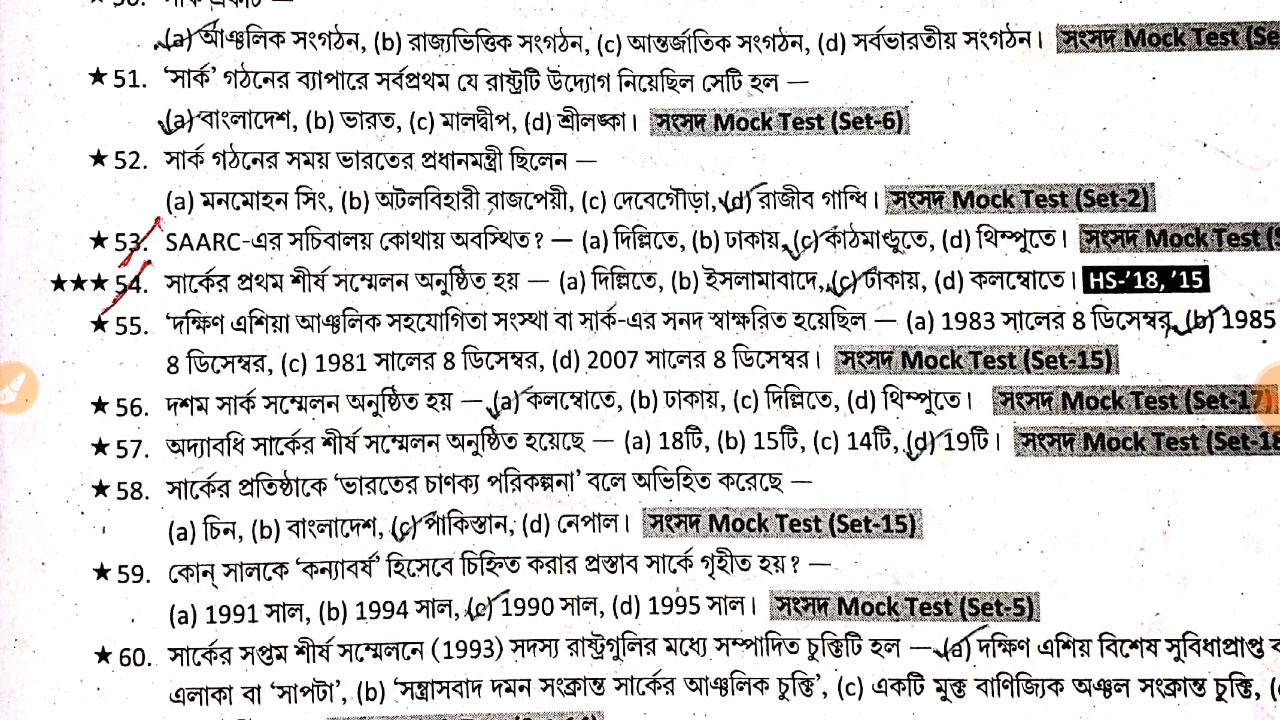 (a) আঞ্চলিক সংগঠন, (b) রাজ্যভিত্তিক সংগঠন, (c) আন্তর্জাতিক সংগঠন, (d) সর্বভারতীয় সংগঠন। সংসদ Mock Test (Se
★ 51. ‘সার্ক’ গঠনের ব্যাপারে সর্বপ্রথম যে রাষ্ট্রটি উদ্যোগ নিয়েছিল সেটি হল —
(a) বাংলাদেশ, (b) ভারত, (c) মালদ্বীপ, (d) শ্রীলঙ্কা। সংসদ Mock Test (Set-6)
★ 52. সার্ক গঠনের সময় ভারতের প্রধানমন্ত্রী ছিলেন —
(a) মনমোহন সিং, (b) অটলবিহারী বাজপেয়ী, (c) দেবেগৌড়া, (d) রাজীব গান্ধি। সংসদ Mock Test (Set-2)
★ 53. SAARC-এর সচিবালয় কোথায় অবস্থিত? — (a) দিল্লিতে, (b) ঢাকায়, (c) কাঠমাণ্ডুতে, (d) থিম্পুতে। সংসদ Mock Test
★★★ 54. সার্কের প্রথম শীর্ষ সম্মেলন অনুষ্ঠিত হয় — (a) দিল্লিতে, (b) ইসলামাবাদে, (c) ঢাকায়, (d) কলম্বোতে। HS-’18, ’15
★ 55. ‘দক্ষিণ এশিয়া আঞ্চলিক সহযোগিতা সংস্থা বা সার্ক-এর সনদ স্বাক্ষরিত হয়েছিল — (a) 1983 সালের 8 ডিসেম্বর, (b) 1985
8 ডিসেম্বর, (c) 1981 সালের 8 ডিসেম্বর, (d) 2007 সালের 8 ডিসেম্বর। সংসদ Mock Test (Set-15)
★ 56. দশম সার্ক সম্মেলন অনুষ্ঠিত হয় — (a) কলম্বোতে, (b) ঢাকায়, (c) দিল্লিতে, (d) থিম্পুতে। সংসদ Mock Test (Set-17)
★ 57. অদ্যাবধি সার্কের শীর্ষ সম্মেলন অনুষ্ঠিত হয়েছে — (a) 18টি, (b) 15টি, (c) 14টি, (d) 19টি। সংসদ Mock Test (Set-18
★ 58. সার্কের প্রতিষ্ঠাকে ‘ভারতের চাণক্য পরিকল্পনা’ বলে অভিহিত করেছে —
(a) চিন, (b) বাংলাদেশ, (c) পাকিস্তান, (d) নেপাল। সংসদ Mock Test (Set-15)
★ 59. কোন্ সালকে ‘কন্যাবর্ষ’ হিসেবে চিহ্নিত করার প্রস্তাব সার্কে গৃহীত হয়? —
(a) 1991 সাল, (b) 1994 সাল, (c) 1990 সাল, (d) 1995 সাল। সংসদ Mock Test (Set-5)
★ 60. সার্কের সপ্তম শীর্ষ সম্মেলনে (1993) সদস্য রাষ্ট্রগুলির মধ্যে সম্পাদিত চুক্তিটি হল — (a) দক্ষিণ এশিয় বিশেষ সুবিধাপ্রাপ্ত
এলাকা বা ‘সাপটা’, (b) ‘সন্ত্রাসবাদ দমন সংক্রান্ত সার্কের আঞ্চলিক চুক্তি’, (c) একটি মুক্ত বাণিজ্যিক অঞ্চল সংক্রান্ত চুক্তি,